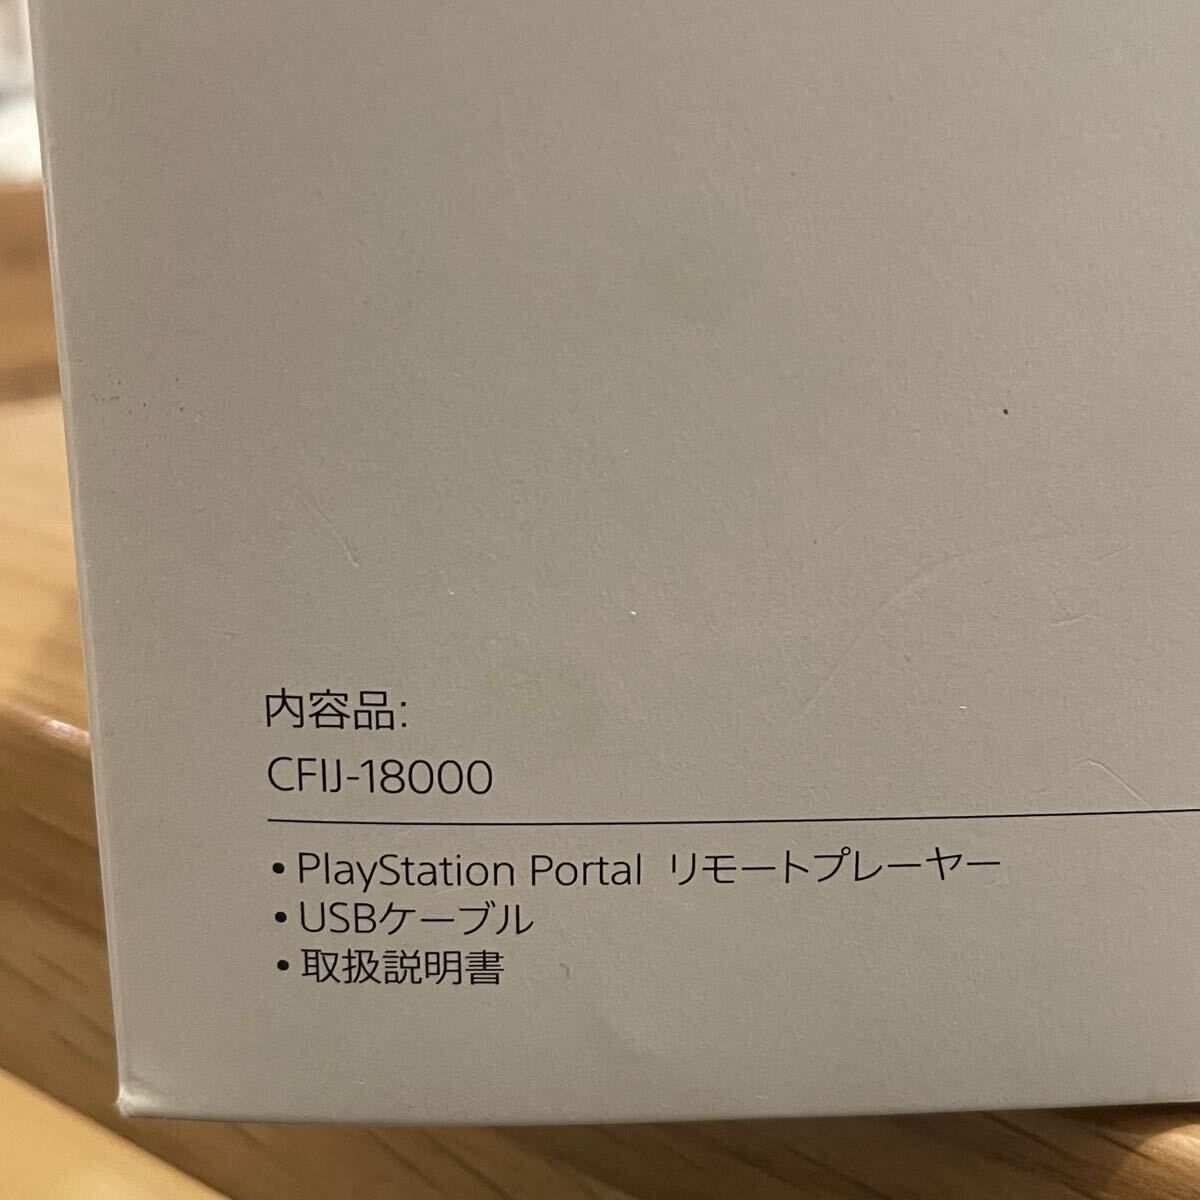 内容品:
CFIJ-18000
• PlayStation Portal リモートプレーヤー
• USBケーブル
• 取扱説明書